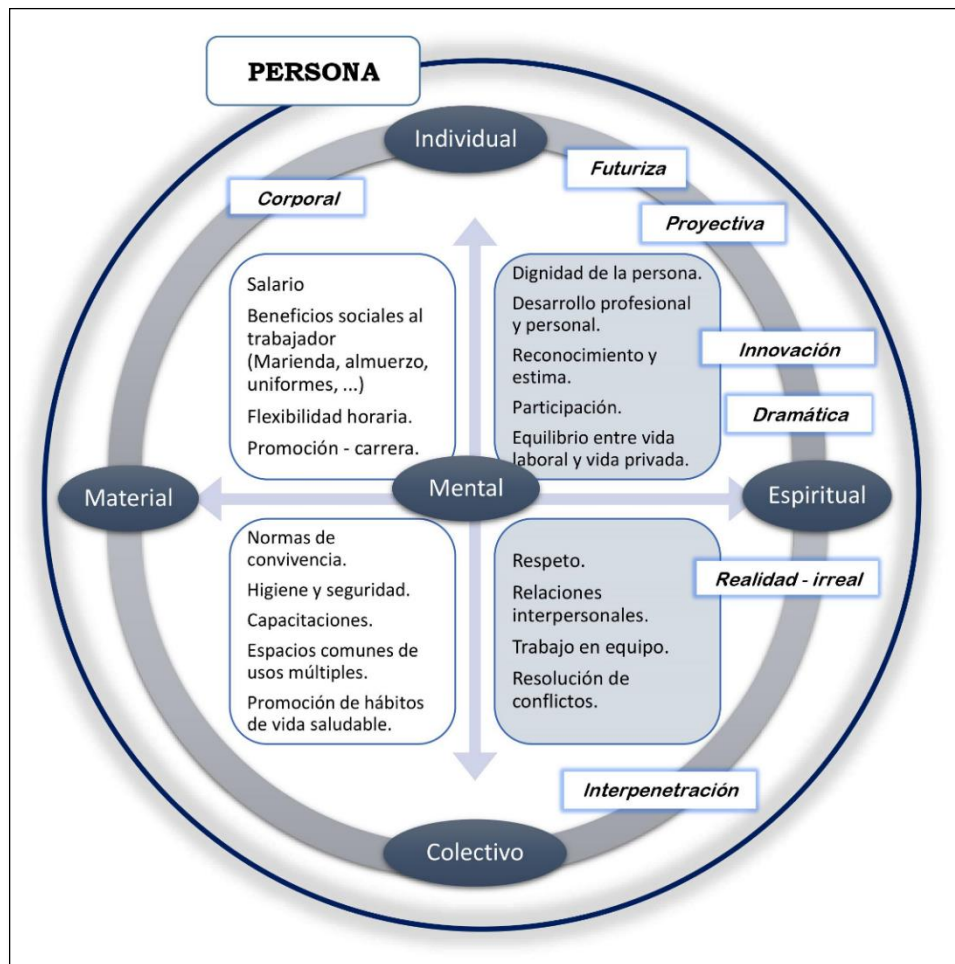 PERSONA
Individual
Futuriza
Corporal
Proyectiva
Salario
Beneficios sociales al
trabajador
(Marienda, almuerzo,
uniformes, ...)
Flexibilidad horaria.
Promoción - carrera.
Dignidad de la persona.
Desarrollo profesional
y personal.
Reconocimiento y
estima.
Participación.
Equilibrio entre vida
laboral y vida privada.
Innovación
Dramática
Material
Mental
Espiritual
Normas de
convivencia.
Higiene y seguridad.
Capacitaciones.
Espacios comunes de
usos múltiples.
Promoción de hábitos
de vida saludable.
Respeto.
Relaciones
interpersonales.
Trabajo en equipo.
Resolución de
conflictos.
Realidad - irreal
Interpenetración
Colectivo